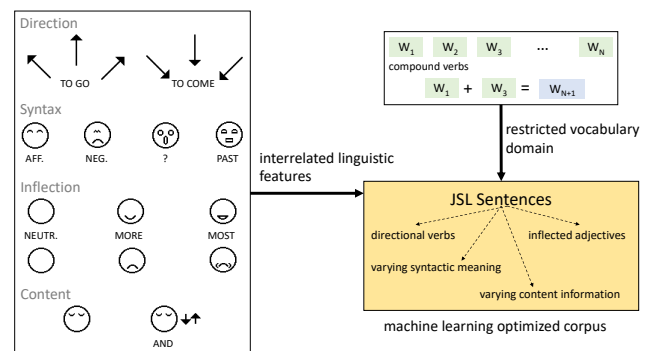 Direction
TO GO
TO COME
Syntax
AFF.
NEG.
?
PAST
Inflection
NEUTR.
MORE
MOST
Content
AND
interrelated linguistic
features
W1 W2 W3 ... WN
compound verbs
W1 + W3 = WN+1
restricted vocabulary
domain
JSL Sentences
directional verbs
inflected adjectives
varying syntactic meaning
varying content information
machine learning optimized corpus